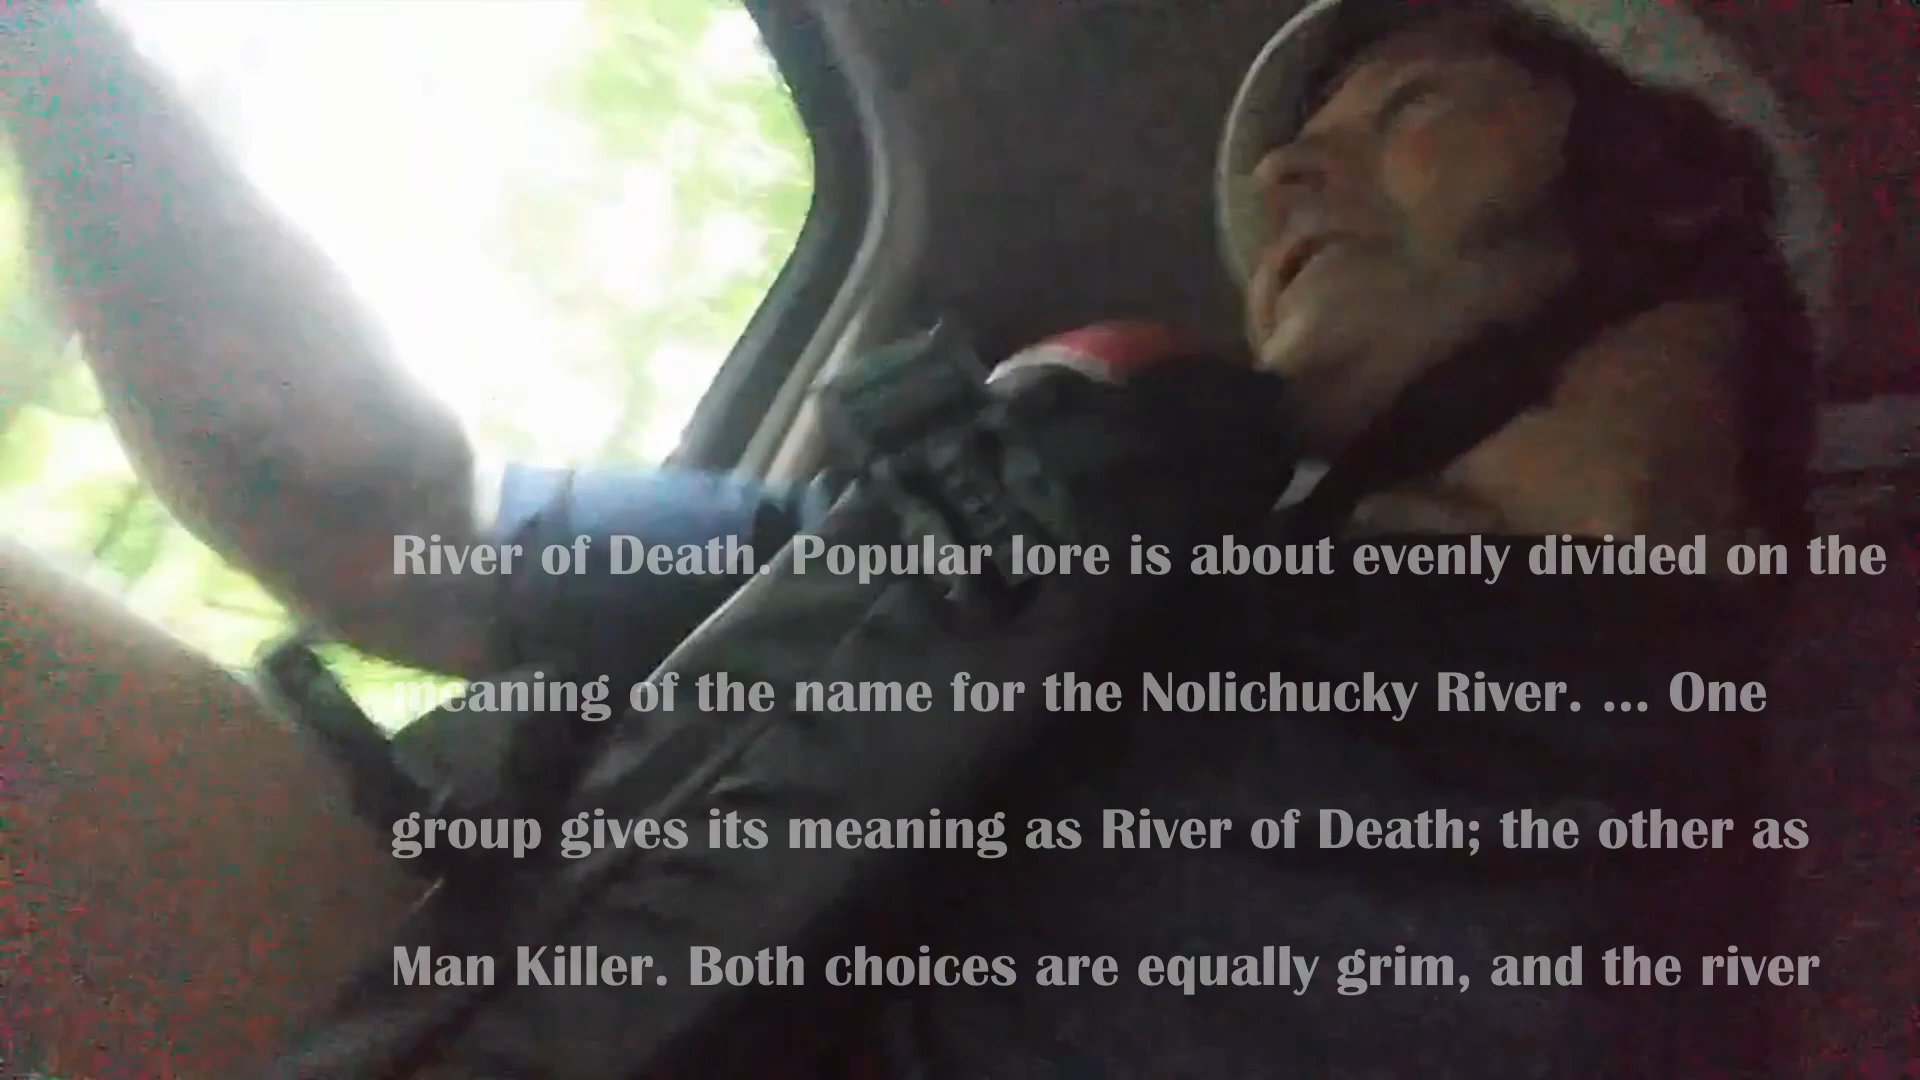 River of Death. Popular lore is about evenly divided on the
meaning of the name for the Nolichucky River. ... One
group gives its meaning as River of Death; the other as
Man Killer. Both choices are equally grim, and the river